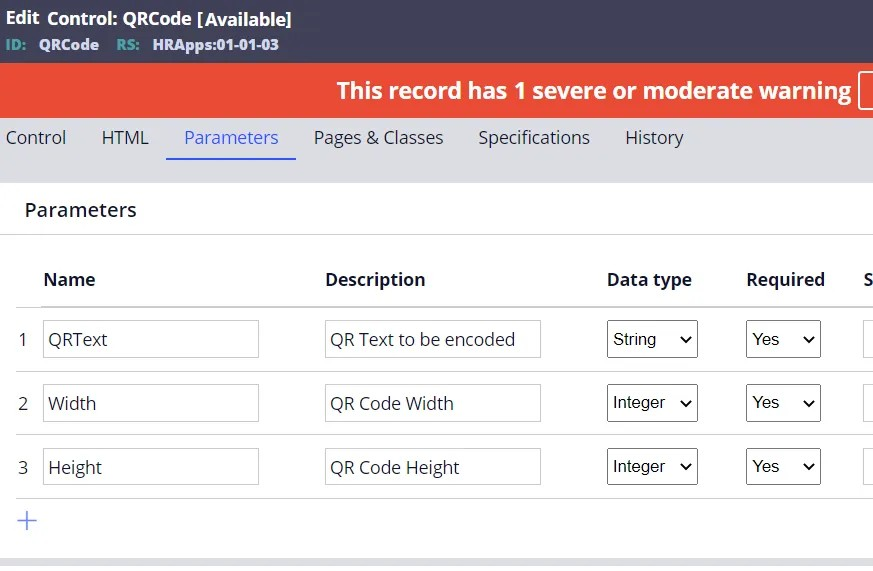 Edit Control: QRCode [Available]
ID: QRCode RS: HRApps:01-01-03
This record has 1 severe or moderate warning
Control HTML Parameters Pages & Classes Specifications History
Parameters
Name Description Data type Required S
1 QRText QR Text to be encoded String Yes
2 Width QR Code Width Integer Yes
3 Height QR Code Height Integer Yes